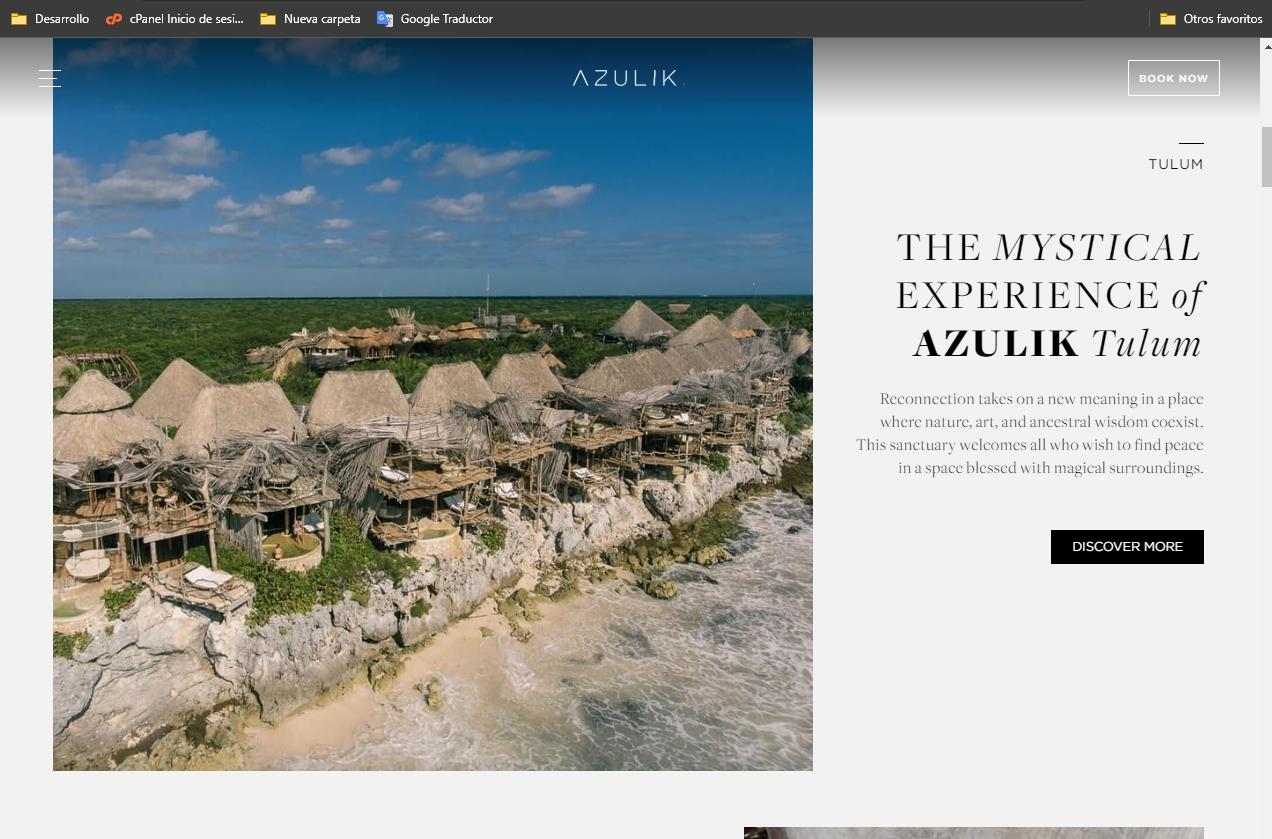 Desarrollo
cPanel Inicio de sesi...
Nueva carpeta
Google Traductor
Otros favoritos
AZULIK
BOOK NOW
TULUM
THE MYSTICAL
EXPERIENCE of
AZULIK Tulum
Reconnection takes on a new meaning in a place
where nature, art, and ancestral wisdom coexist.
This sanctuary welcomes all who wish to find peace
in a space blessed with magical surroundings.
DISCOVER MORE